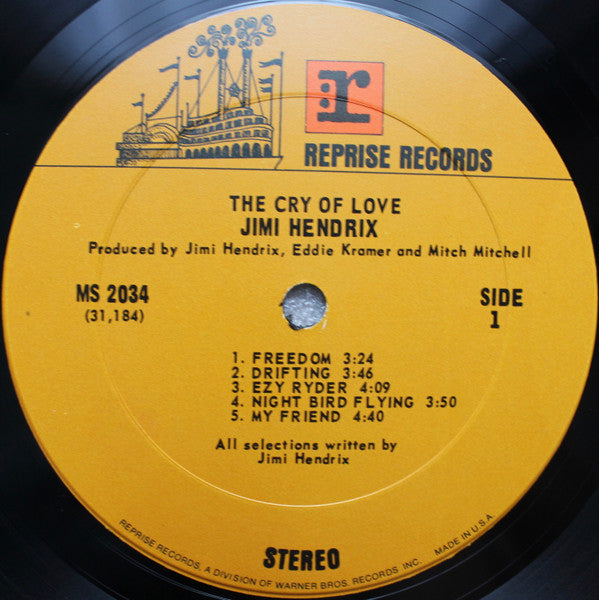 r
REPRISE RECORDS
THE CRY OF LOVE
JIMI HENDRIX
Produced by Jimi Hendrix, Eddie Kramer and Mitch Mitchell
MS 2034
(31,184)
SIDE
1
1. FREEDOM 3:24
2. DRIFTING 3:46
3. EZY RYDER 4:09
4. NIGHT BIRD FLYING 3:50
5. MY FRIEND 4:40
All selections written by
Jimi Hendrix
STEREO
REPRISE RECORDS, A DIVISION OF WARNER BROS. RECORDS INC. MADE IN U.S.A.